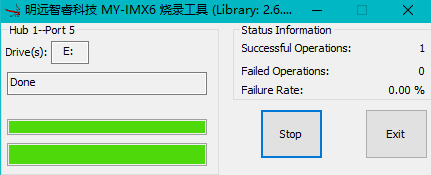 明远智睿科技 MY-IMX6 烧录工具 (Library: 2.6....
Hub 1--Port 5
Drive(s): E:
Done
Status Information
Successful Operations: 1
Failed Operations: 0
Failure Rate: 0.00 %
Stop
Exit